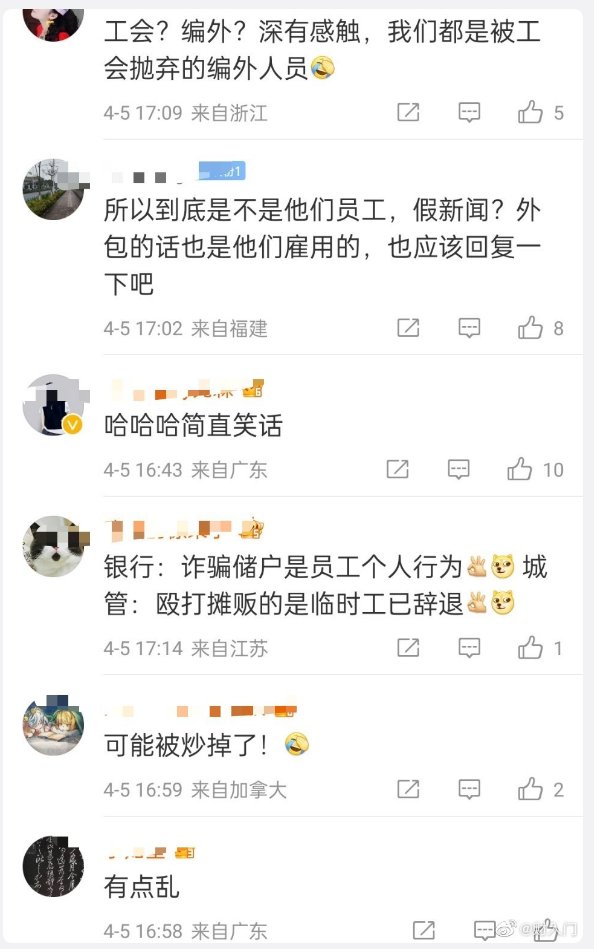 工会？编外？深有感触，我们都是被工
会抛弃的编外人员
4-5 17:09 来自浙江
5
所以到底是不是他们员工，假新闻？外
包的话也是他们雇用的，也应该回复一
下吧
4-5 17:02 来自福建
8
哈哈哈简直笑话
4-5 16:43 来自广东
10
银行：诈骗储户是员工个人行为 城
管：殴打摊贩的是临时工已辞退
4-5 17:14 来自江苏
1
可能被炒掉了！
4-5 16:59 来自加拿大
2
有点乱
4-5 16:58 来自广东